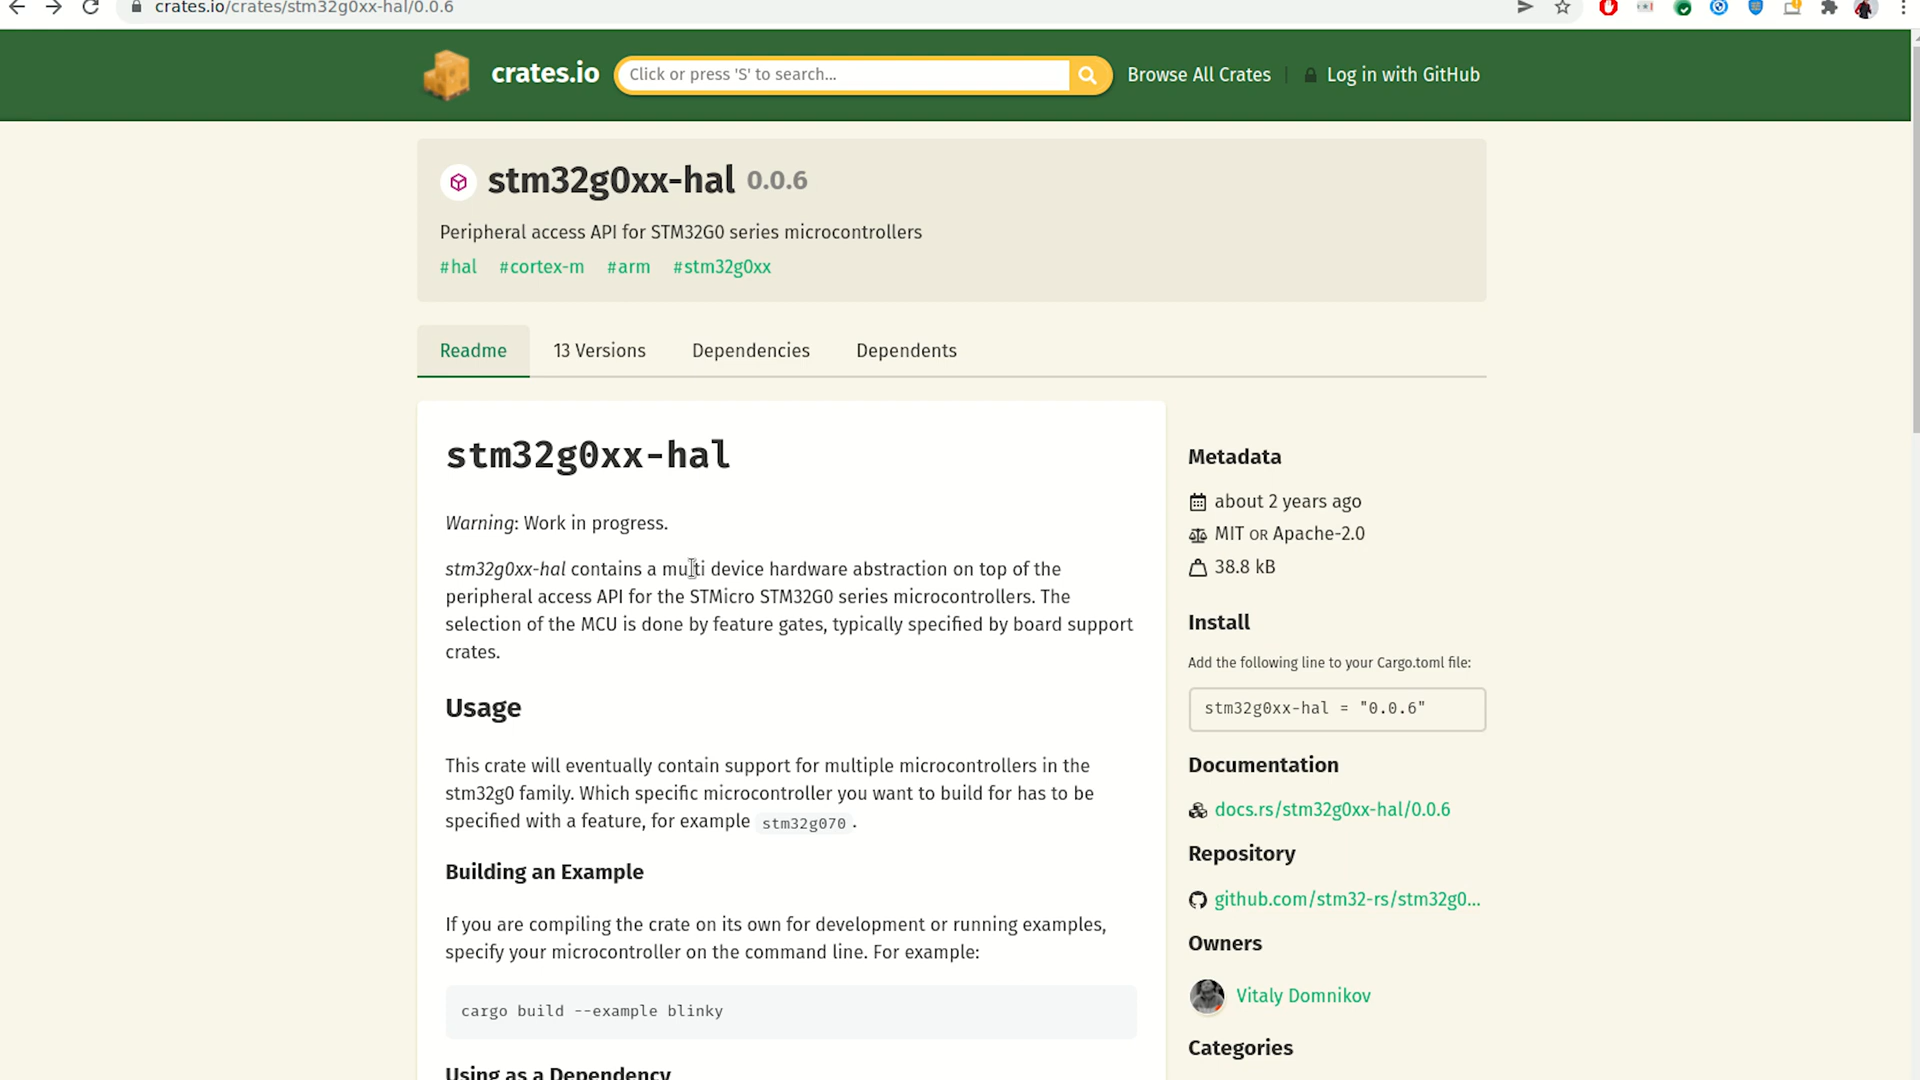 crates.io/crates/stm32g0xx-hal/0.0.6
crates.io
Click or press 'S' to search...
Browse All Crates
Log in with GitHub
stm32g0xx-hal 0.0.6
Peripheral access API for STM32G0 series microcontrollers
#hal #cortex-m #arm #stm32g0xx
Readme
13 Versions
Dependencies
Dependents
stm32g0xx-hal
Warning: Work in progress.
stm32g0xx-hal contains a multi device hardware abstraction on top of the
peripheral access API for the STMicro STM32G0 series microcontrollers. The
selection of the MCU is done by feature gates, typically specified by board support
crates.
Usage
This crate will eventually contain support for multiple microcontrollers in the
stm32g0 family. Which specific microcontroller you want to build for has to be
specified with a feature, for example stm32g070 .
Building an Example
If you are compiling the crate on its own for development or running examples,
specify your microcontroller on the command line. For example:
cargo build --example blinky
Using as a Dependency
Metadata
about 2 years ago
MIT OR Apache-2.0
38.8 kB
Install
Add the following line to your Cargo.toml file:
stm32g0xx-hal = "0.0.6"
Documentation
docs.rs/stm32g0xx-hal/0.0.6
Repository
github.com/stm32-rs/stm32g0...
Owners
Vitaly Domnikov
Categories